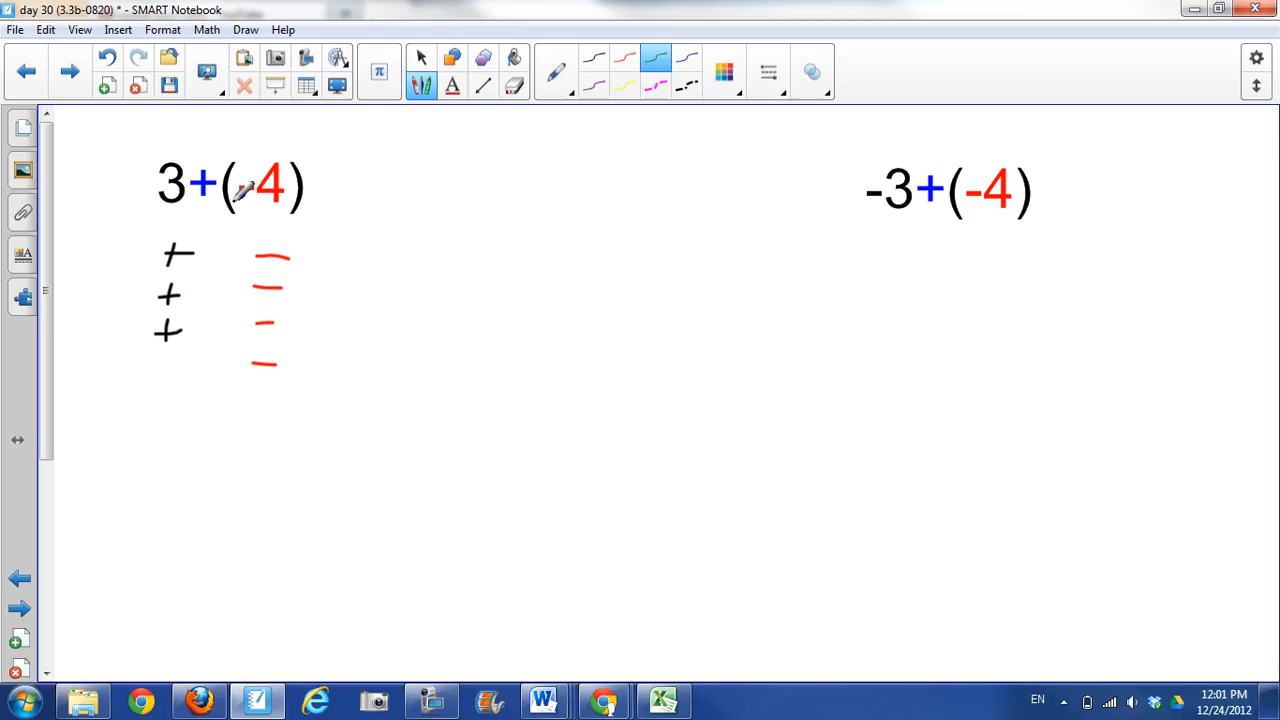 day 30 (3.3b-0820) * - SMART Notebook
File Edit View Insert Format Math Draw Help
π A
3+(-4)
-3+(-4)
+ −
+ −
+ −
−
EN
12:01 PM
12/24/2012